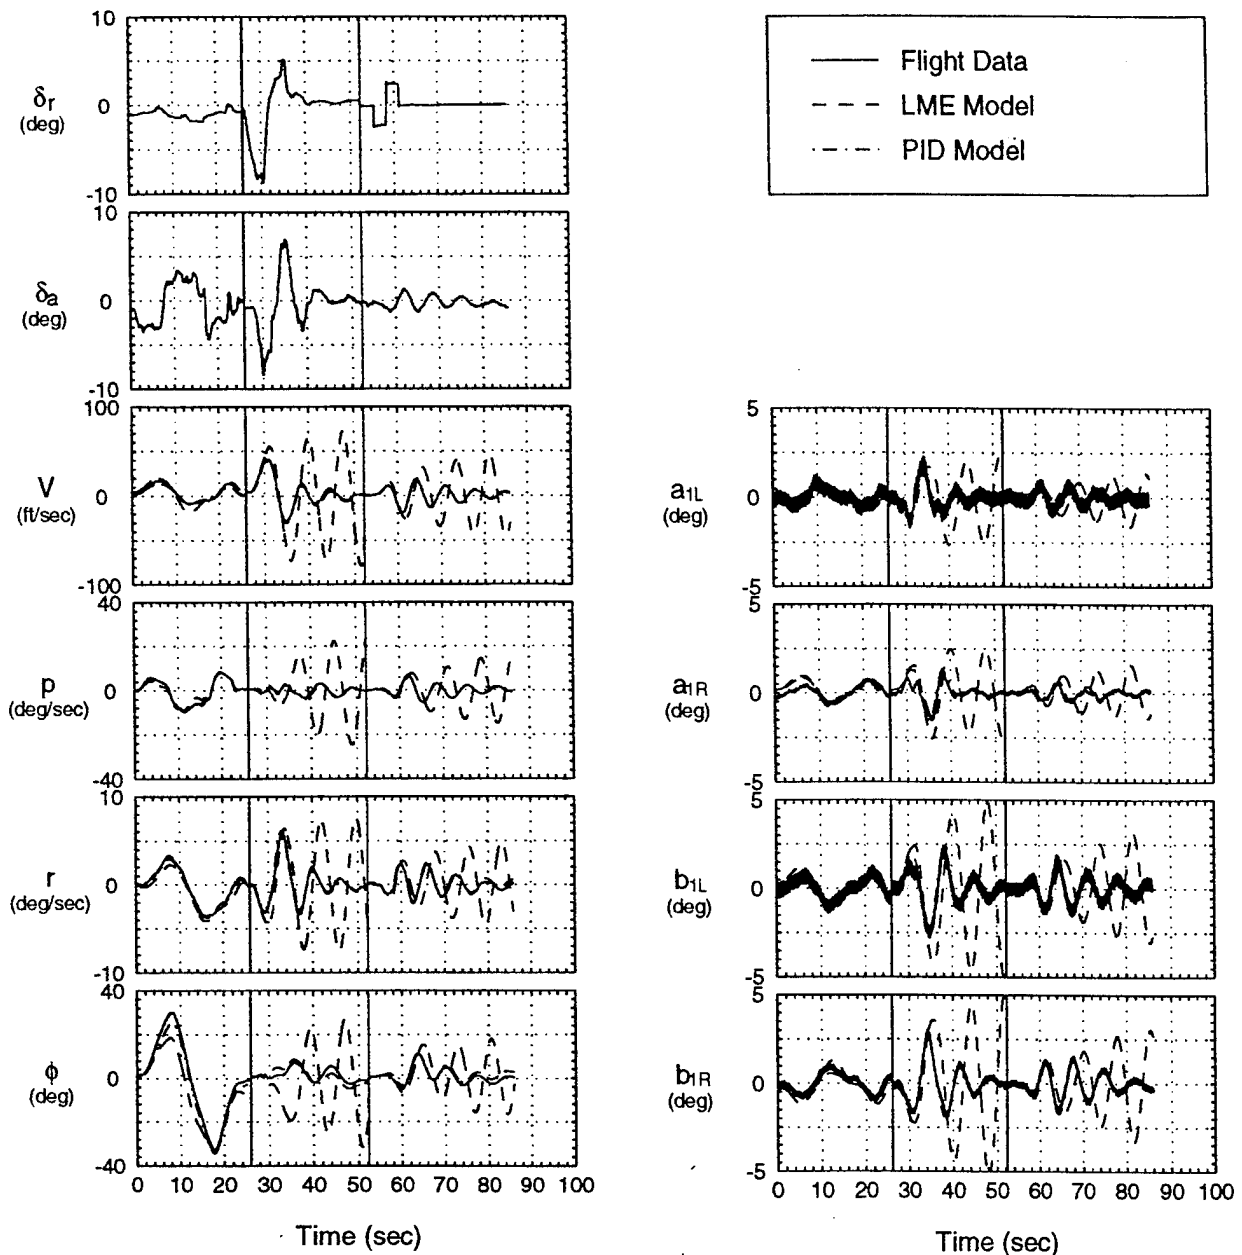 10
δr
(deg)
0
-10
10
δa
(deg)
0
-10
100
V
(ft/sec)
0
-100
40
p
(deg/sec)
0
-40
10
r
(deg/sec)
0
-10
40
ϕ
(deg)
0
-40
0 10 20 30 40 50 60 70 80 90 100
Time (sec)
Flight Data
LME Model
PID Model
5
a1L
(deg)
0
-5
5
a1R
(deg)
0
-5
5
b1L
(deg)
0
-5
5
b1R
(deg)
0
-5
0 10 20 30 40 50 60 70 80 90 100
Time (sec)